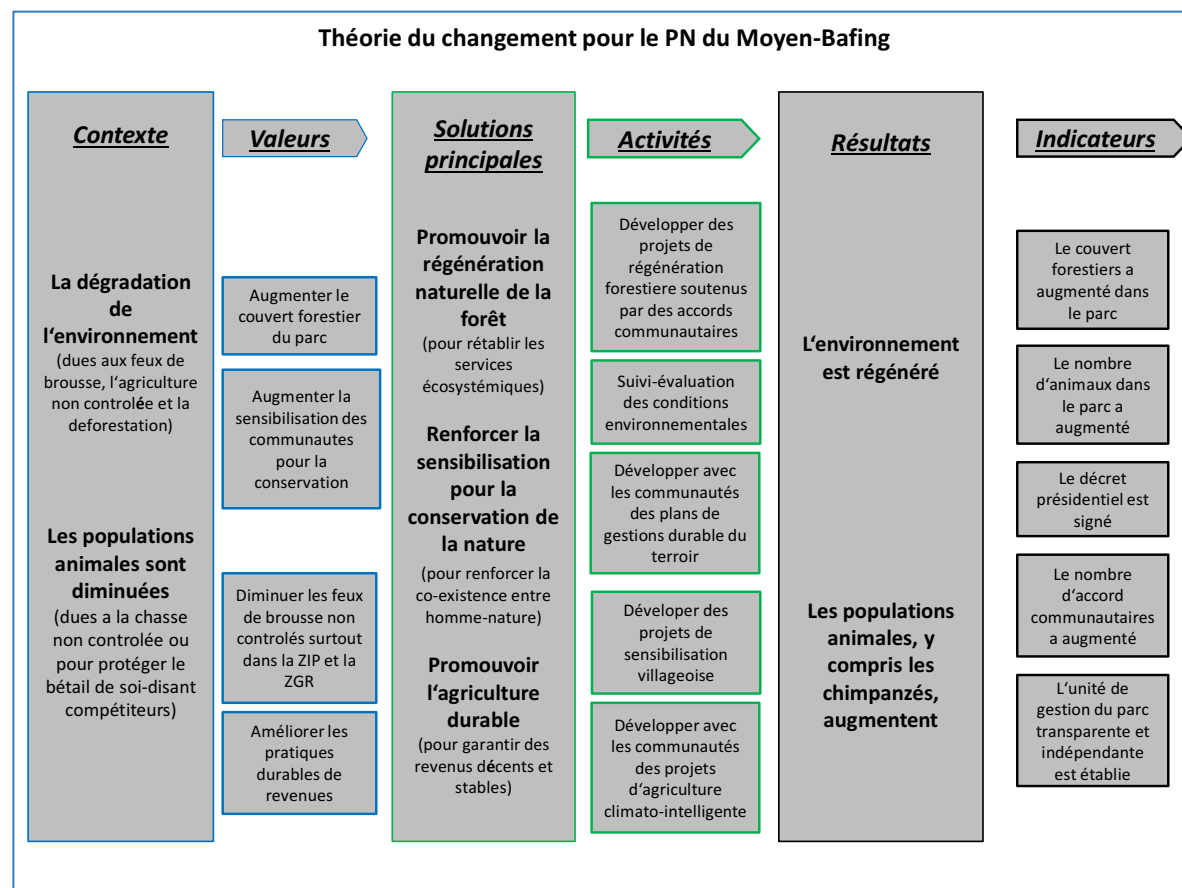 Théorie du changement pour le PN du Moyen-Bafing
Contexte
La dégradation
de
l‘environnement
(dues aux feux de
brousse, l‘agriculture
non controlée et la
deforestation)
Les populations
animales sont
diminuées
(dues a la chasse
non controlée ou
pour protéger le
bétail de soi-disant
compétiteurs)
Valeurs
Augmenter le
couvert forestier
du parc
Augmenter la
sensibilisation des
communautes
pour la
conservation
Diminuer les feux
de brousse non
controlés surtout
dans la ZIP et la
ZGR
Améliorer les
pratiques
durables de
revenues
Solutions
principales
Promouvoir la
régénération
naturelle de la
forêt
(pour rétablir les
services
écosystémiques)
Renforcer la
sensibilisation
pour la
conservation de
la nature
(pour renforcer la
co-existence entre
homme-nature)
Promouvoir
l‘agriculture
durable
(pour garantir des
revenus décents et
stables)
Activités
Développer des
projets de
régénération
forestiere soutenus
par des accords
communautaires
Suivi-évaluation
des conditions
environmentales
Développer avec
les communautés
des plans de
gestions durable du
terroir
Déveloper des
projets de
sensibilisation
villageoise
Développer avec
les communautés
des projets
d‘agriculture
climato-intelligente
Résultats
L‘environnement
est régénéré
Les populations
animales, y
compris les
chimpanzés,
augmentent
Indicateurs
Le couvert
forestiers a
augmenté dans
le parc
Le nombre
d‘animaux dans
le parc a
augmenté
Le décret
présidentiel est
signé
Le nombre
d‘accord
communautaires
a augmenté
L‘unité de
gestion du parc
transparente et
indépendante
est établie